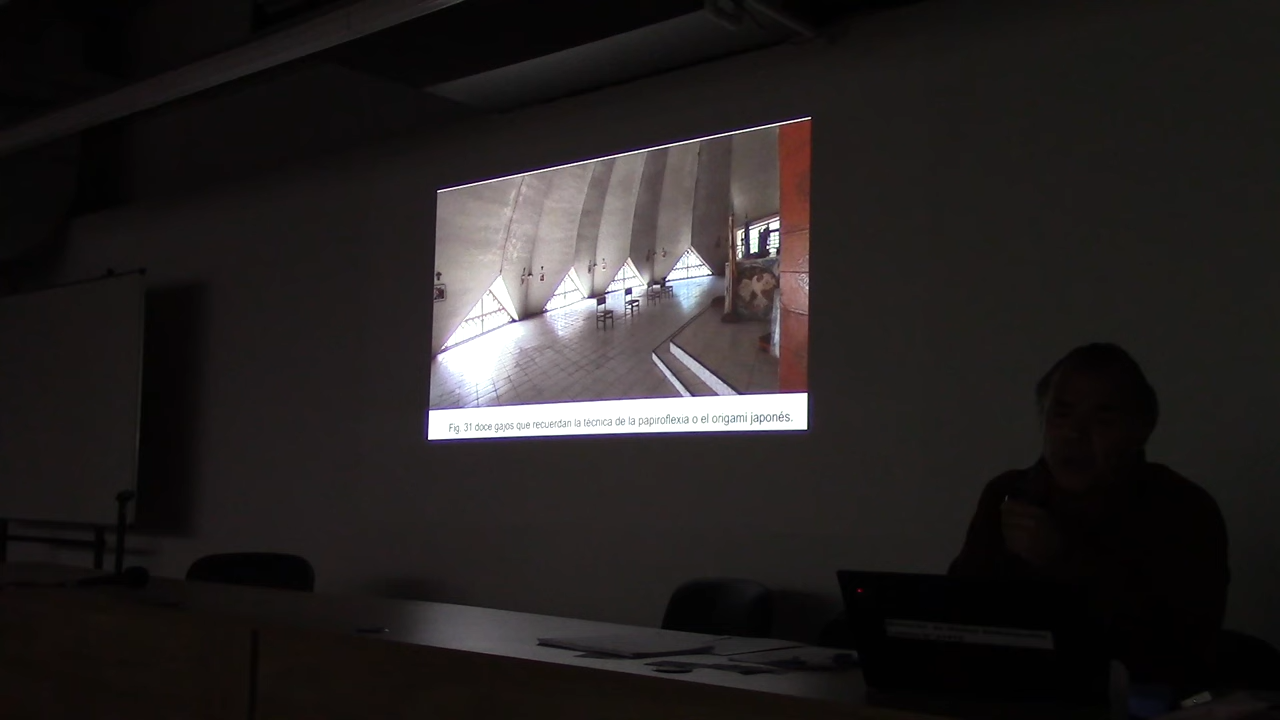 Fig. 31 doce gajos que recuerdan la técnica de la papiroflexia o el origami japonés.